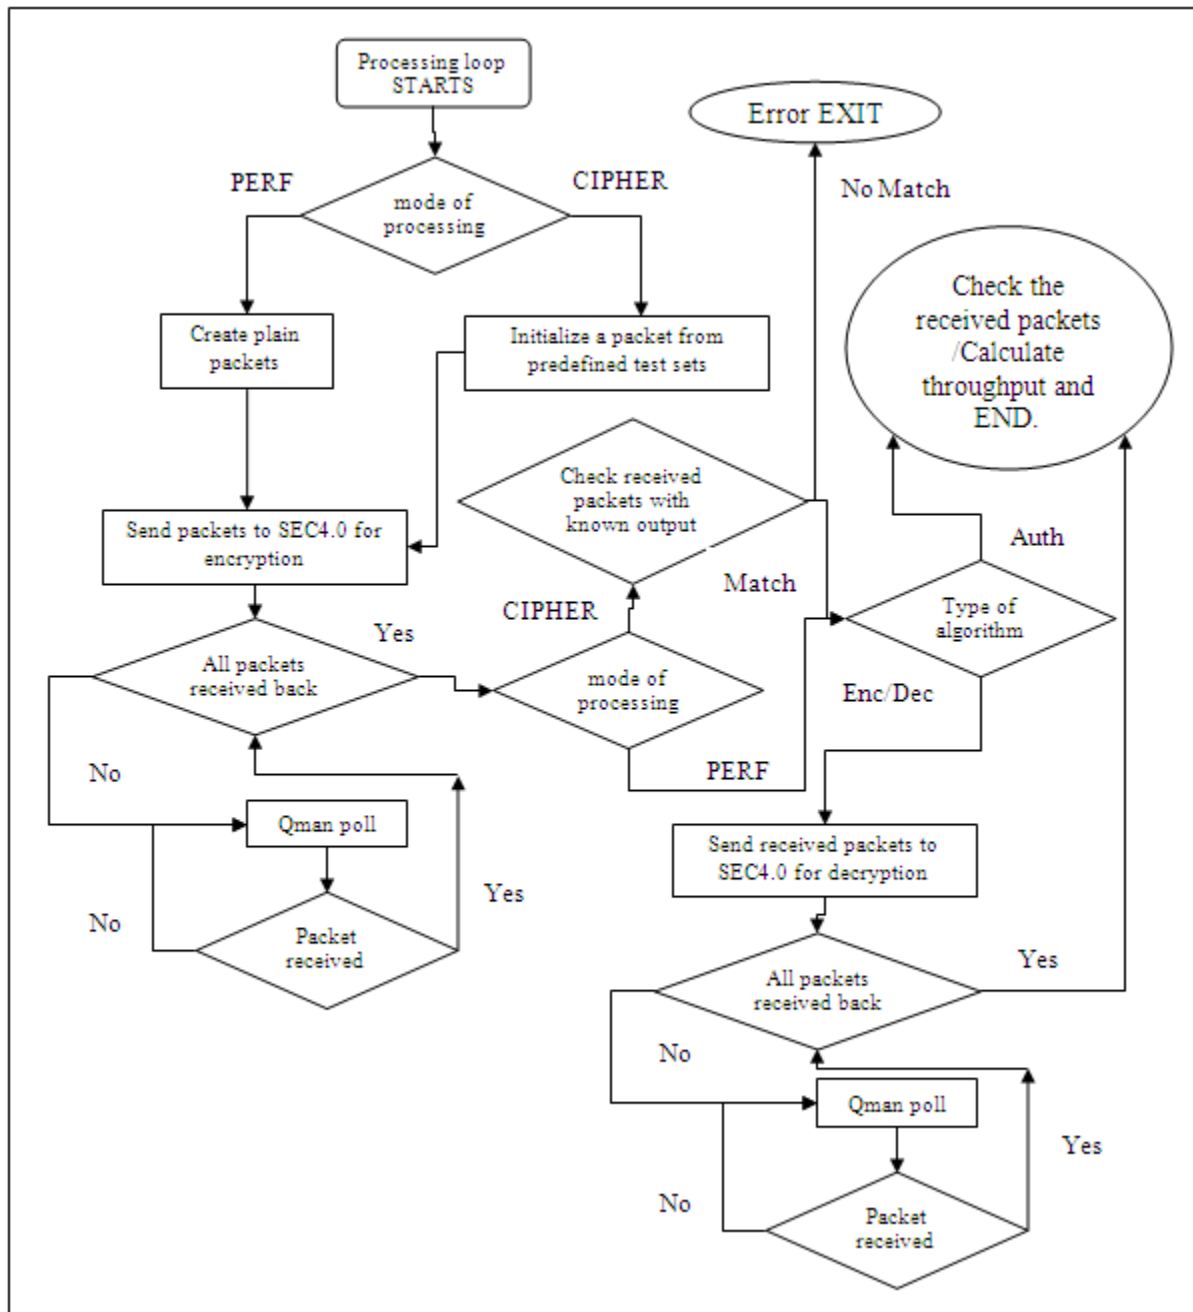 Processing loop
STARTS
Error EXIT
PERF
CIPHER
mode of
processing
No Match
Create plain
packets
Initialize a packet from
predefined test sets
Check the
received packets
/Calculate
throughput and
END.
Check received
packets with
known output
Send packets to SEC4.0 for
encryption
Auth
Match
CIPHER
Type of
algorithm
Yes
All packets
received back
mode of
processing
Enc/Dec
No
PERF
Qman poll
Send received packets to
SEC4.0 for decryption
Yes
No
Packet
received
All packets
received back
Yes
No
Qman poll
Yes
No
Packet
received